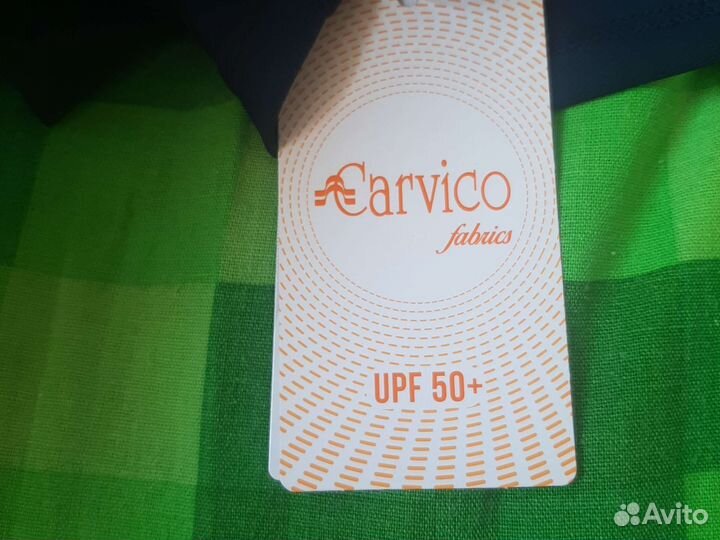 Carvico
fabrics
UPF 50+
Avito